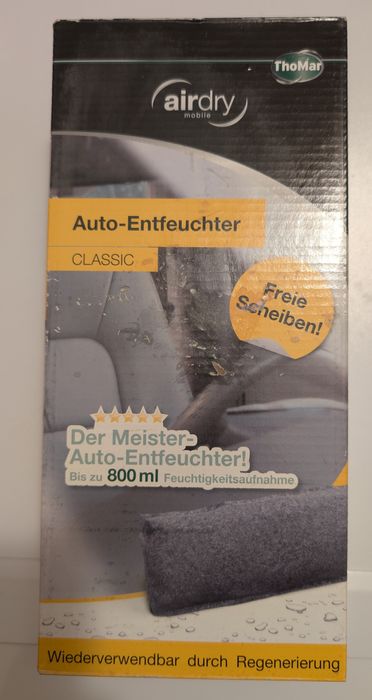 ThoMar
airdry
mobile
Auto-Entfeuchter
CLASSIC
Freie
Scheiben!
Der Meister-
Auto-Entfeuchter!
Bis zu 800 ml Feuchtigkeitsaufnahme
Wiederverwendbar durch Regenerierung